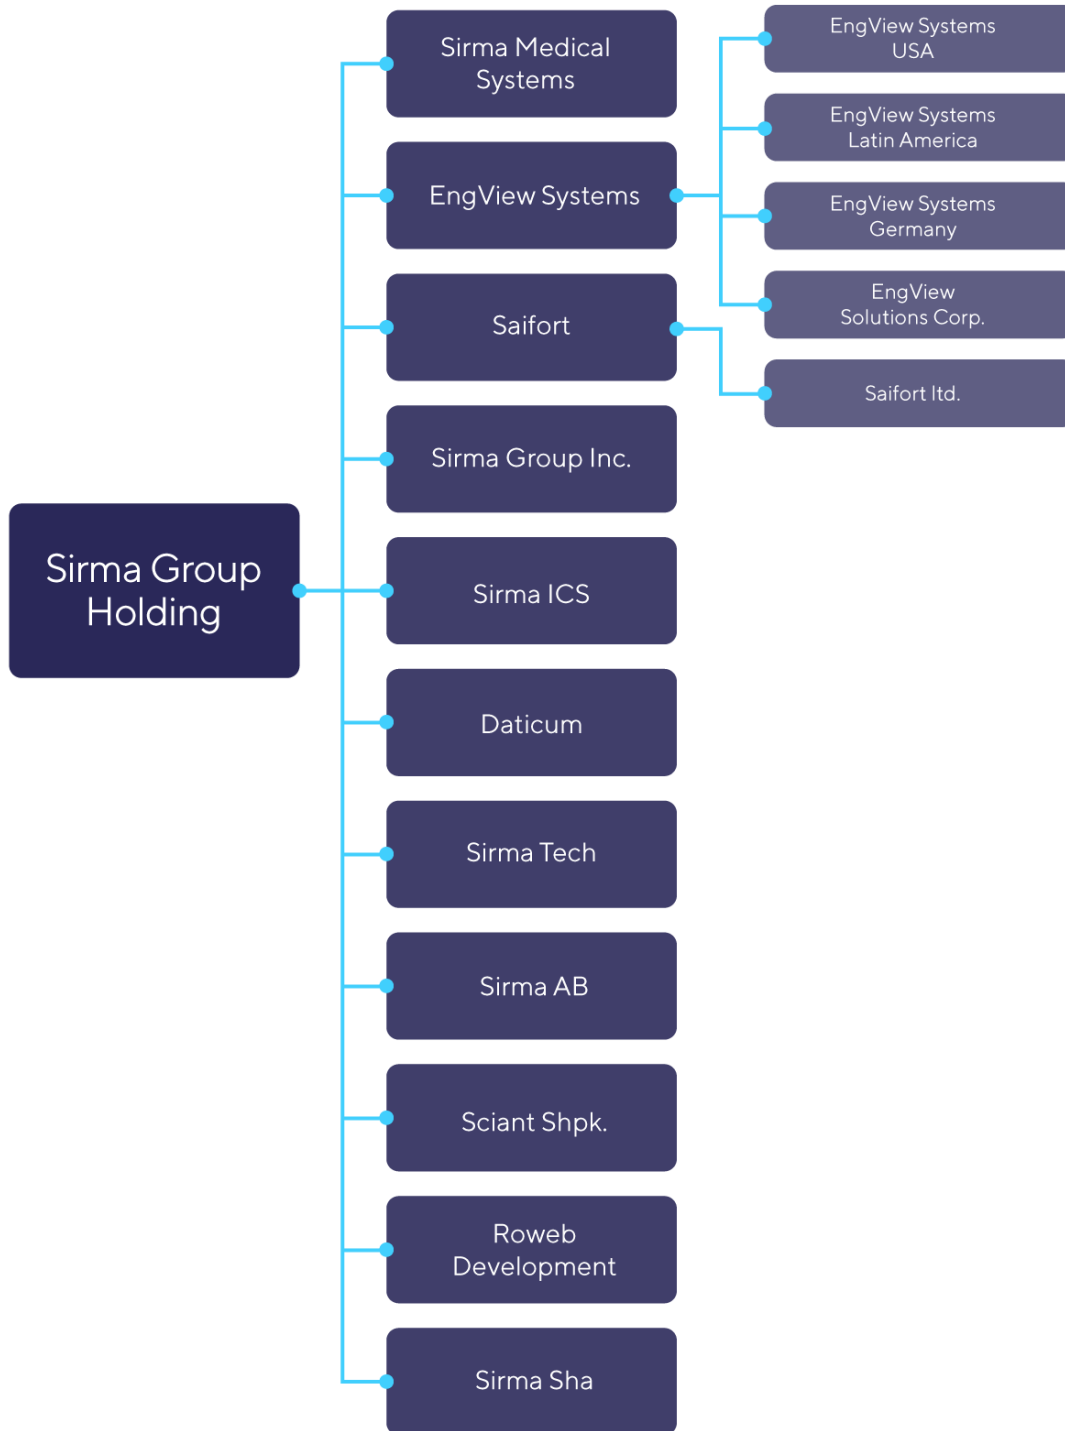 Sirma Group
Holding
Sirma Medical
Systems
EngView Systems
Saifort
Sirma Group Inc.
Sirma ICS
Daticum
Sirma Tech
Sirma AB
Sciant Shpk.
Roweb
Development
Sirma Sha
EngView Systems
USA
EngView Systems
Latin America
EngView Systems
Germany
EngView
Solutions Corp.
Saifort ltd.